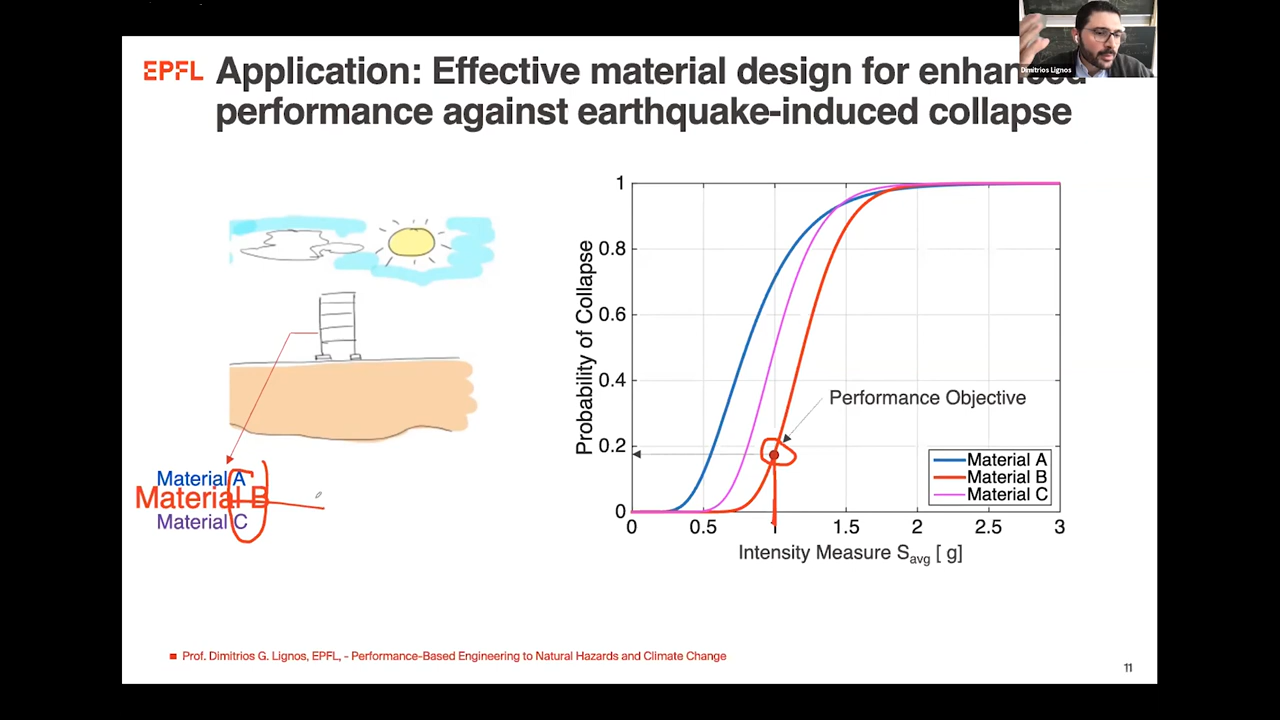 Dimitrios Lignos
EPFL
Application: Effective material design for enhanced
performance against earthquake-induced collapse
Material A
Material B
Material C
Probability of Collapse
1
0.8
0.6
0.4
0.2
0
0
0.5
1
1.5
2
2.5
3
Intensity Measure Savg [ g]
Performance Objective
Material A
Material B
Material C
Prof. Dimitrios G. Lignos, EPFL, - Performance-Based Engineering to Natural Hazards and Climate Change
11